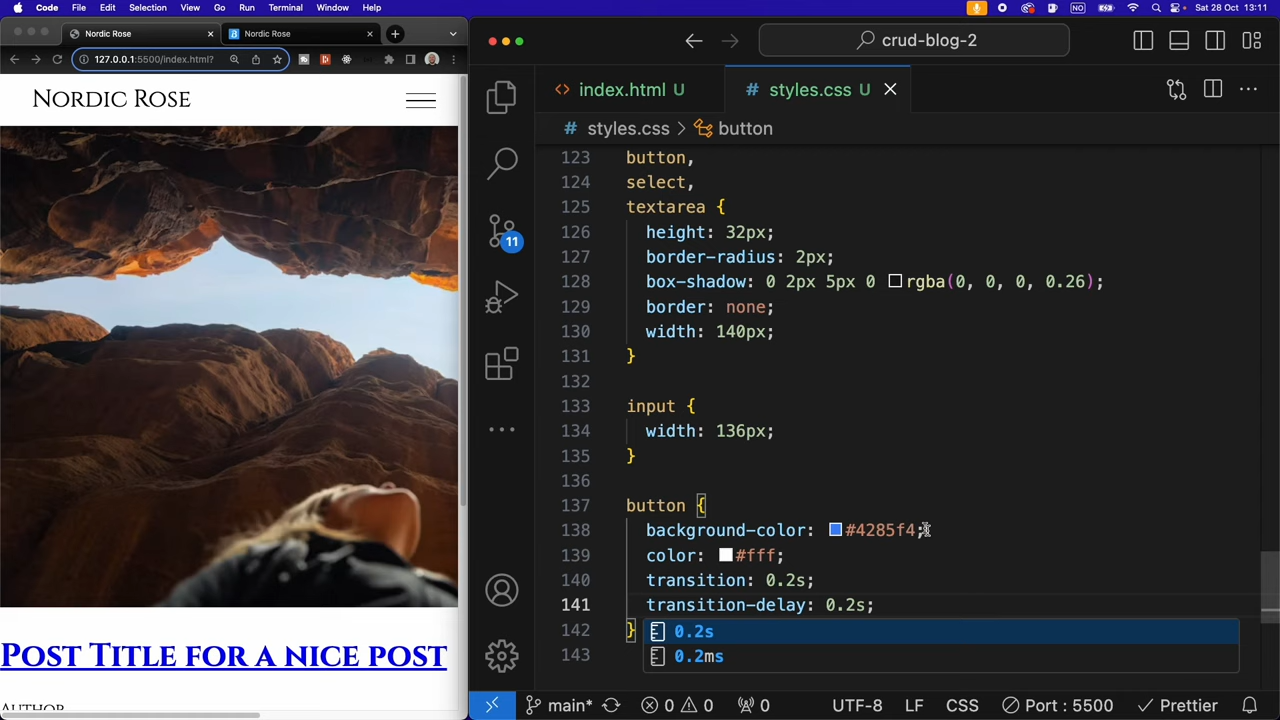 Code File Edit Selection View Go Run Terminal Window Help
NO Sat 28 Oct 13:11
Nordic Rose
Nordic Rose
127.0.0.1:5500/index.html?
Nordic Rose
Post Title for a nice post
Author
crud-blog-2
index.html U
# styles.css U
# styles.css > button
123 button,
124 select,
125 textarea {
126 height: 32px;
127 border-radius: 2px;
128 box-shadow: 0 2px 5px 0 rgba(0, 0, 0, 0.26);
129 border: none;
130 width: 140px;
131 }
132
133 input {
134 width: 136px;
135 }
136
137 button {
138 background-color: #4285f4;
139 color: #fff;
140 transition: 0.2s;
141 transition-delay: 0.2s;
142 }
0.2s
143
0.2ms
11
main* 0 0 0 UTF-8 LF CSS Port : 5500 Prettier